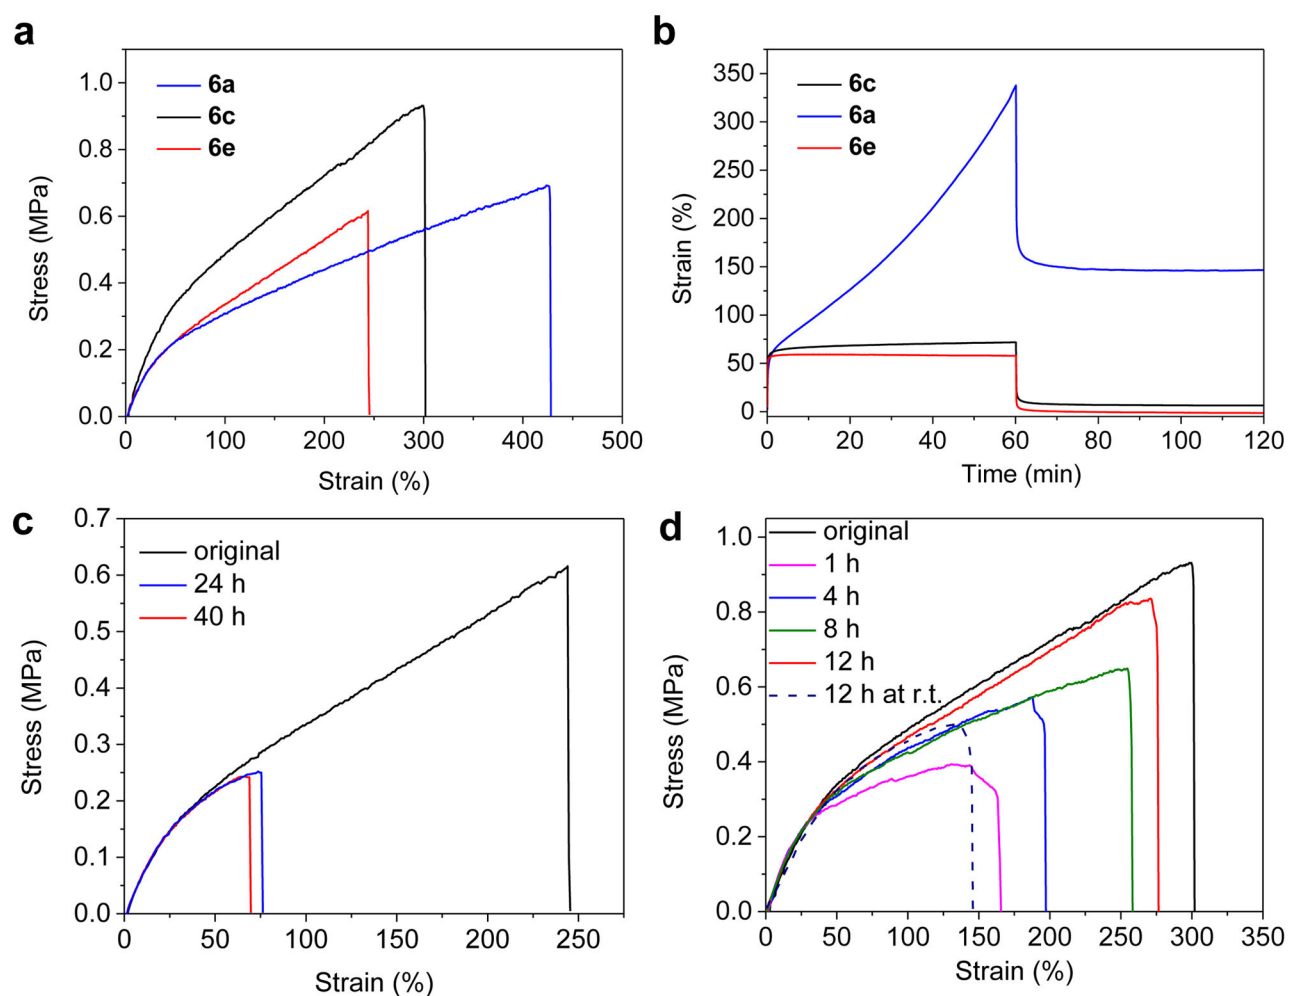 a
1.0
0.8
0.6
0.4
0.2
0.0
Stress (MPa)
6a
6c
6e
0 100 200 300 400 500
Strain (%)
b
350
300
250
200
150
100
50
0
Strain (%)
6c
6a
6e
0 20 40 60 80 100 120
Time (min)
c
0.7
0.6
0.5
0.4
0.3
0.2
0.1
0.0
Stress (MPa)
original
24 h
40 h
0 50 100 150 200 250
Strain (%)
d
1.0
0.8
0.6
0.4
0.2
0.0
Stress (MPa)
original
1 h
4 h
8 h
12 h
12 h at r.t.
0 50 100 150 200 250 300 350
Strain (%)